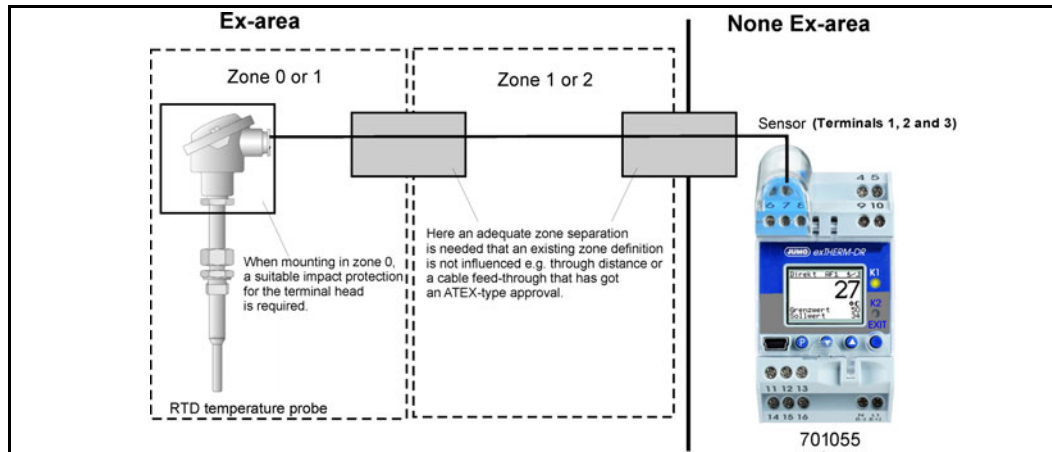 Ex-area
None Ex-area
Zone 0 or 1
Zone 1 or 2
Sensor (Terminals 1, 2 and 3)
When mounting in zone 0,
a suitable impact protection
for the terminal head
is required.
Here an adequate zone separation
is needed that an existing zone definition
is not influenced e.g. through distance or
a cable feed-through that has got
an ATEX-type approval.
RTD temperature probe
4 5
6 7 8
9 10
JUMO exTHERM-DR
Direkt AF1
K1
27
°C
K2
Grenzwert 50
Sollwert
EXIT
P
11 12 13
14 15 16
701055